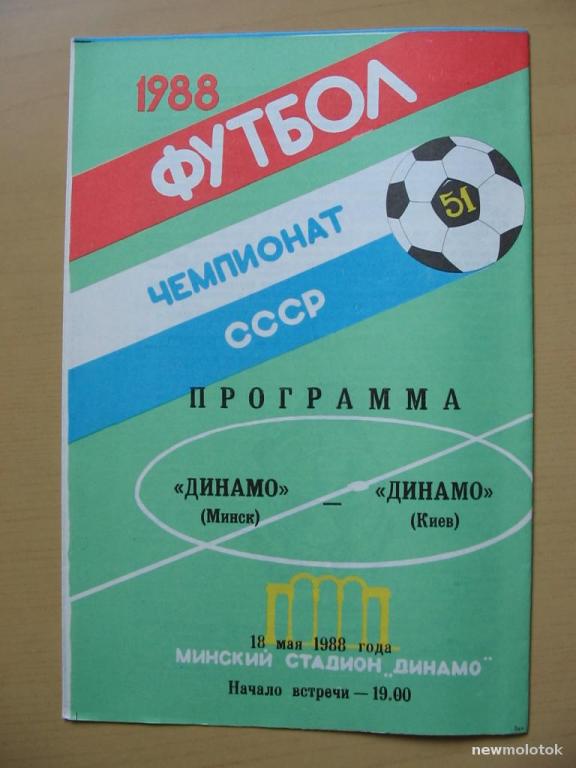 1988
ФУТБОЛ
51
ЧЕМПИОНАТ
СССР
ПРОГРАММА
«ДИНАМО» — «ДИНАМО»
(Минск) (Киев)
18 мая 1988 года
МИНСКИЙ СТАДИОН „ДИНАМО"
Начало встречи — 19.00
newmolotok